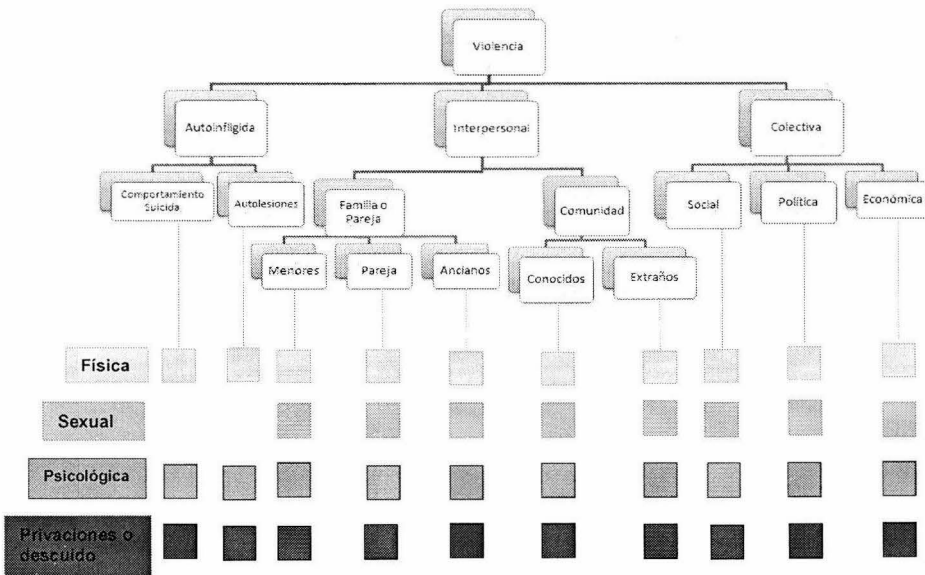 Violencia
Autoinfligida
Interpersonal
Colectiva
Comportamiento
Suicida
Autolesiones
Familia o
Pareja
Comunidad
Social
Política
Económica
Menores
Pareja
Ancianos
Conocidos
Extraños
Física
Sexual
Psicológica
Privaciones o
descuido